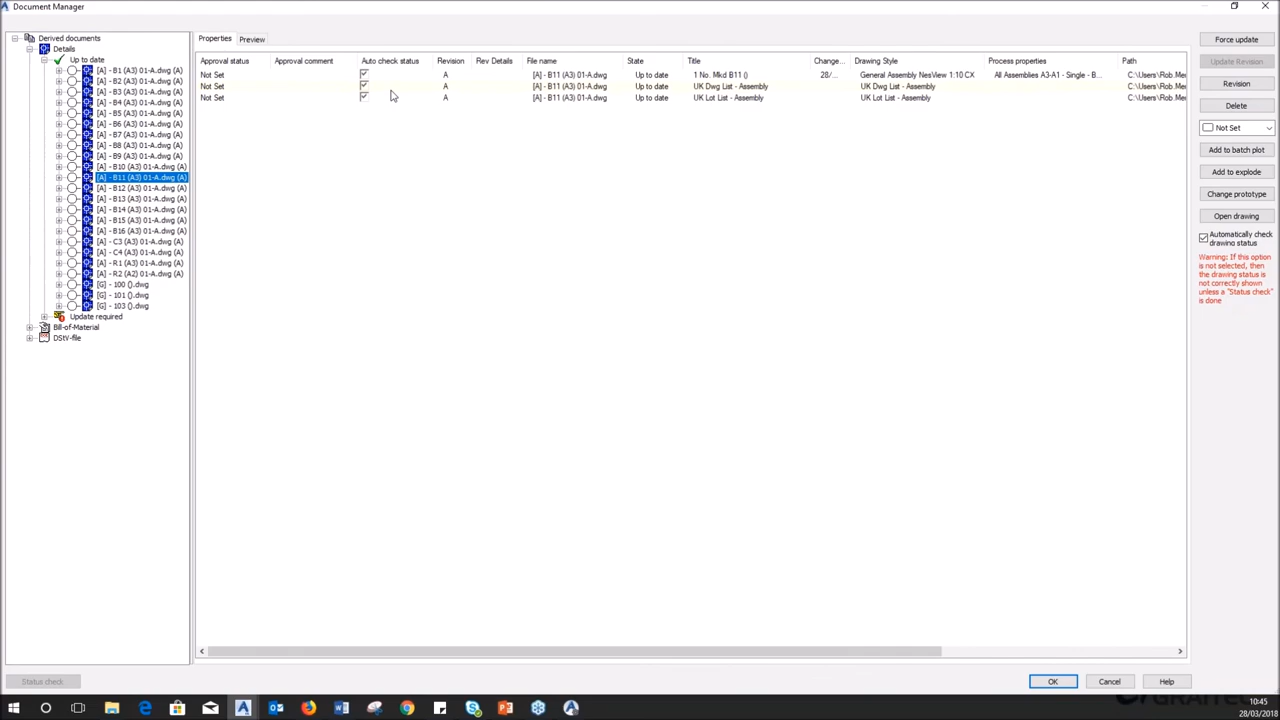 Document Manager
Derived documents
Details
Up to date
[A] - B1 (A3) 01-A.dwg (A)
[A] - B2 (A3) 01-A.dwg (A)
[A] - B3 (A3) 01-A.dwg (A)
[A] - B4 (A3) 01-A.dwg (A)
[A] - B5 (A3) 01-A.dwg (A)
[A] - B6 (A3) 01-A.dwg (A)
[A] - B7 (A3) 01-A.dwg (A)
[A] - B8 (A3) 01-A.dwg (A)
[A] - B9 (A3) 01-A.dwg (A)
[A] - B10 (A3) 01-A.dwg (A)
[A] - B11 (A3) 01-A.dwg (A)
[A] - B12 (A3) 01-A.dwg (A)
[A] - B13 (A3) 01-A.dwg (A)
[A] - B14 (A3) 01-A.dwg (A)
[A] - B15 (A3) 01-A.dwg (A)
[A] - B16 (A3) 01-A.dwg (A)
[A] - C3 (A3) 01-A.dwg (A)
[A] - C4 (A3) 01-A.dwg (A)
[A] - R1 (A3) 01-A.dwg (A)
[A] - R2 (A2) 01-A.dwg (A)
[G] - 100 ().dwg
[G] - 101 ().dwg
[G] - 103 ().dwg
Update required
Bill-of-Material
DStV-file
Properties Preview
Approval status Approval comment Auto check status Revision Rev Details File name State Title Change... Drawing Style Process properties Path
Not Set A [A] - B11 (A3) 01-A.dwg Up to date 1 No. Mkd B11 () 28/... General Assembly NesView 1:10 CX All Assemblies A3-A1 - Single - B... C:\Users\Rob.Mer
Not Set A [A] - B11 (A3) 01-A.dwg Up to date UK Dwg List - Assembly UK Dwg List - Assembly C:\Users\Rob.Mer
Not Set A [A] - B11 (A3) 01-A.dwg Up to date UK Lot List - Assembly UK Lot List - Assembly C:\Users\Rob.Mer
Force update
Update Revision
Revision
Delete
Not Set
Add to batch plot
Add to explode
Change prototype
Open drawing
Automatically check
drawing status
Warning: If this option
is not selected, then
the drawing status is
not correctly shown
unless a "Status check"
is done
Status check OK Cancel Help
10:45
28/03/2018